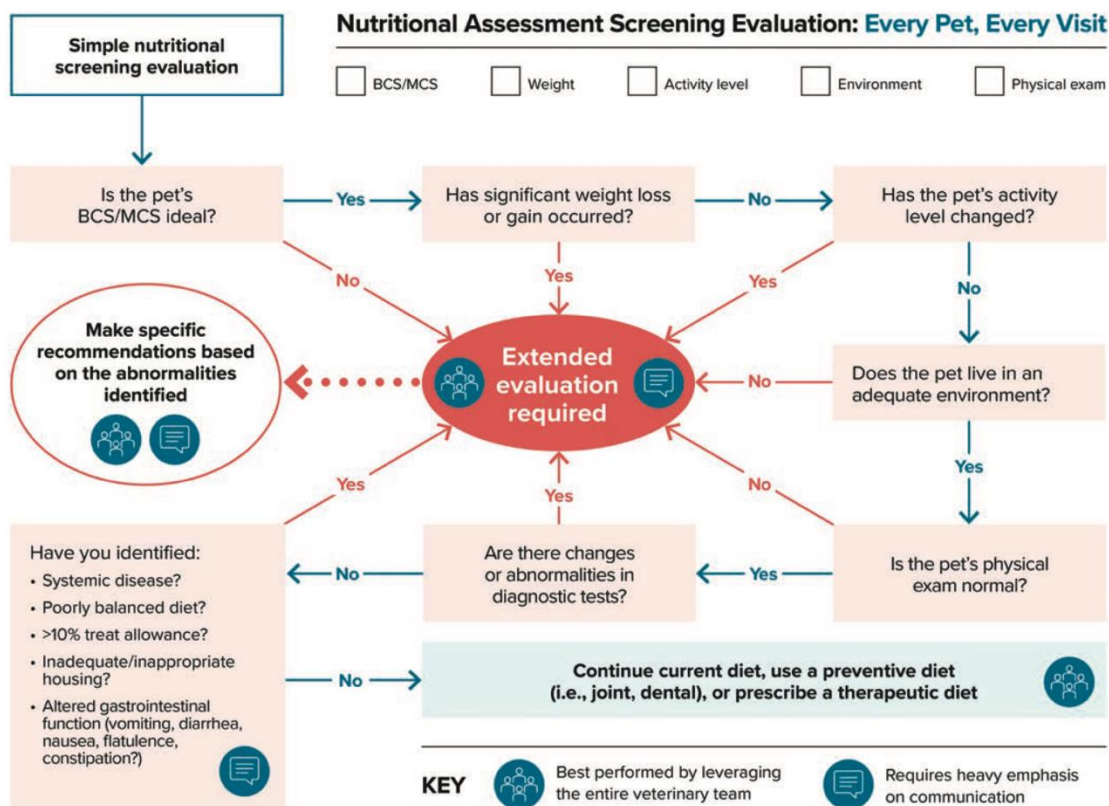 Nutritional Assessment Screening Evaluation: Every Pet, Every Visit
BCS/MCS
Weight
Activity level
Environment
Physical exam
Simple nutritional
screening evaluation
Is the pet's
BCS/MCS ideal?
Yes
Has significant weight loss
or gain occurred?
No
Has the pet's activity
level changed?
No
Yes
Yes
No
Make specific
recommendations based
on the abnormalities
identified
Extended
evaluation
required
No
Does the pet live in an
adequate environment?
Yes
Yes
Yes
No
Have you identified:
• Systemic disease?
• Poorly balanced diet?
• >10% treat allowance?
• Inadequate/inappropriate
housing?
• Altered gastrointestinal
function (vomiting, diarrhea,
nausea, flatulence,
constipation?)
No
Are there changes
or abnormalities in
diagnostic tests?
Yes
Is the pet's physical
exam normal?
No
Continue current diet, use a preventive diet
(i.e., joint, dental), or prescribe a therapeutic diet
KEY
Best performed by leveraging
the entire veterinary team
Requires heavy emphasis
on communication